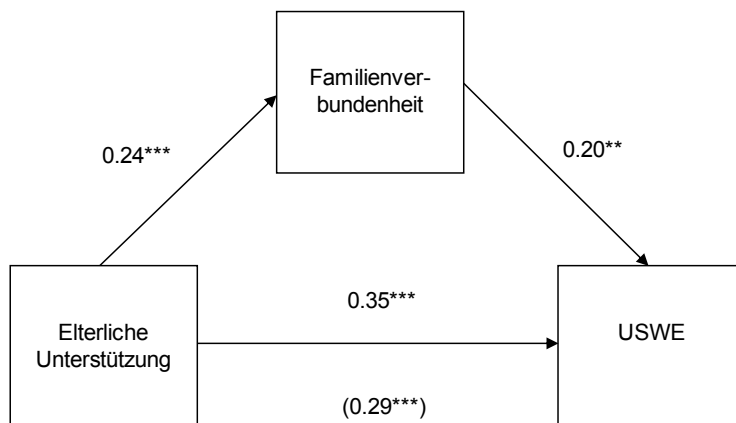 Familienver-
bundenheit
0.24***
0.20**
0.35***
Elterliche
Unterstützung
USWE
(0.29***)